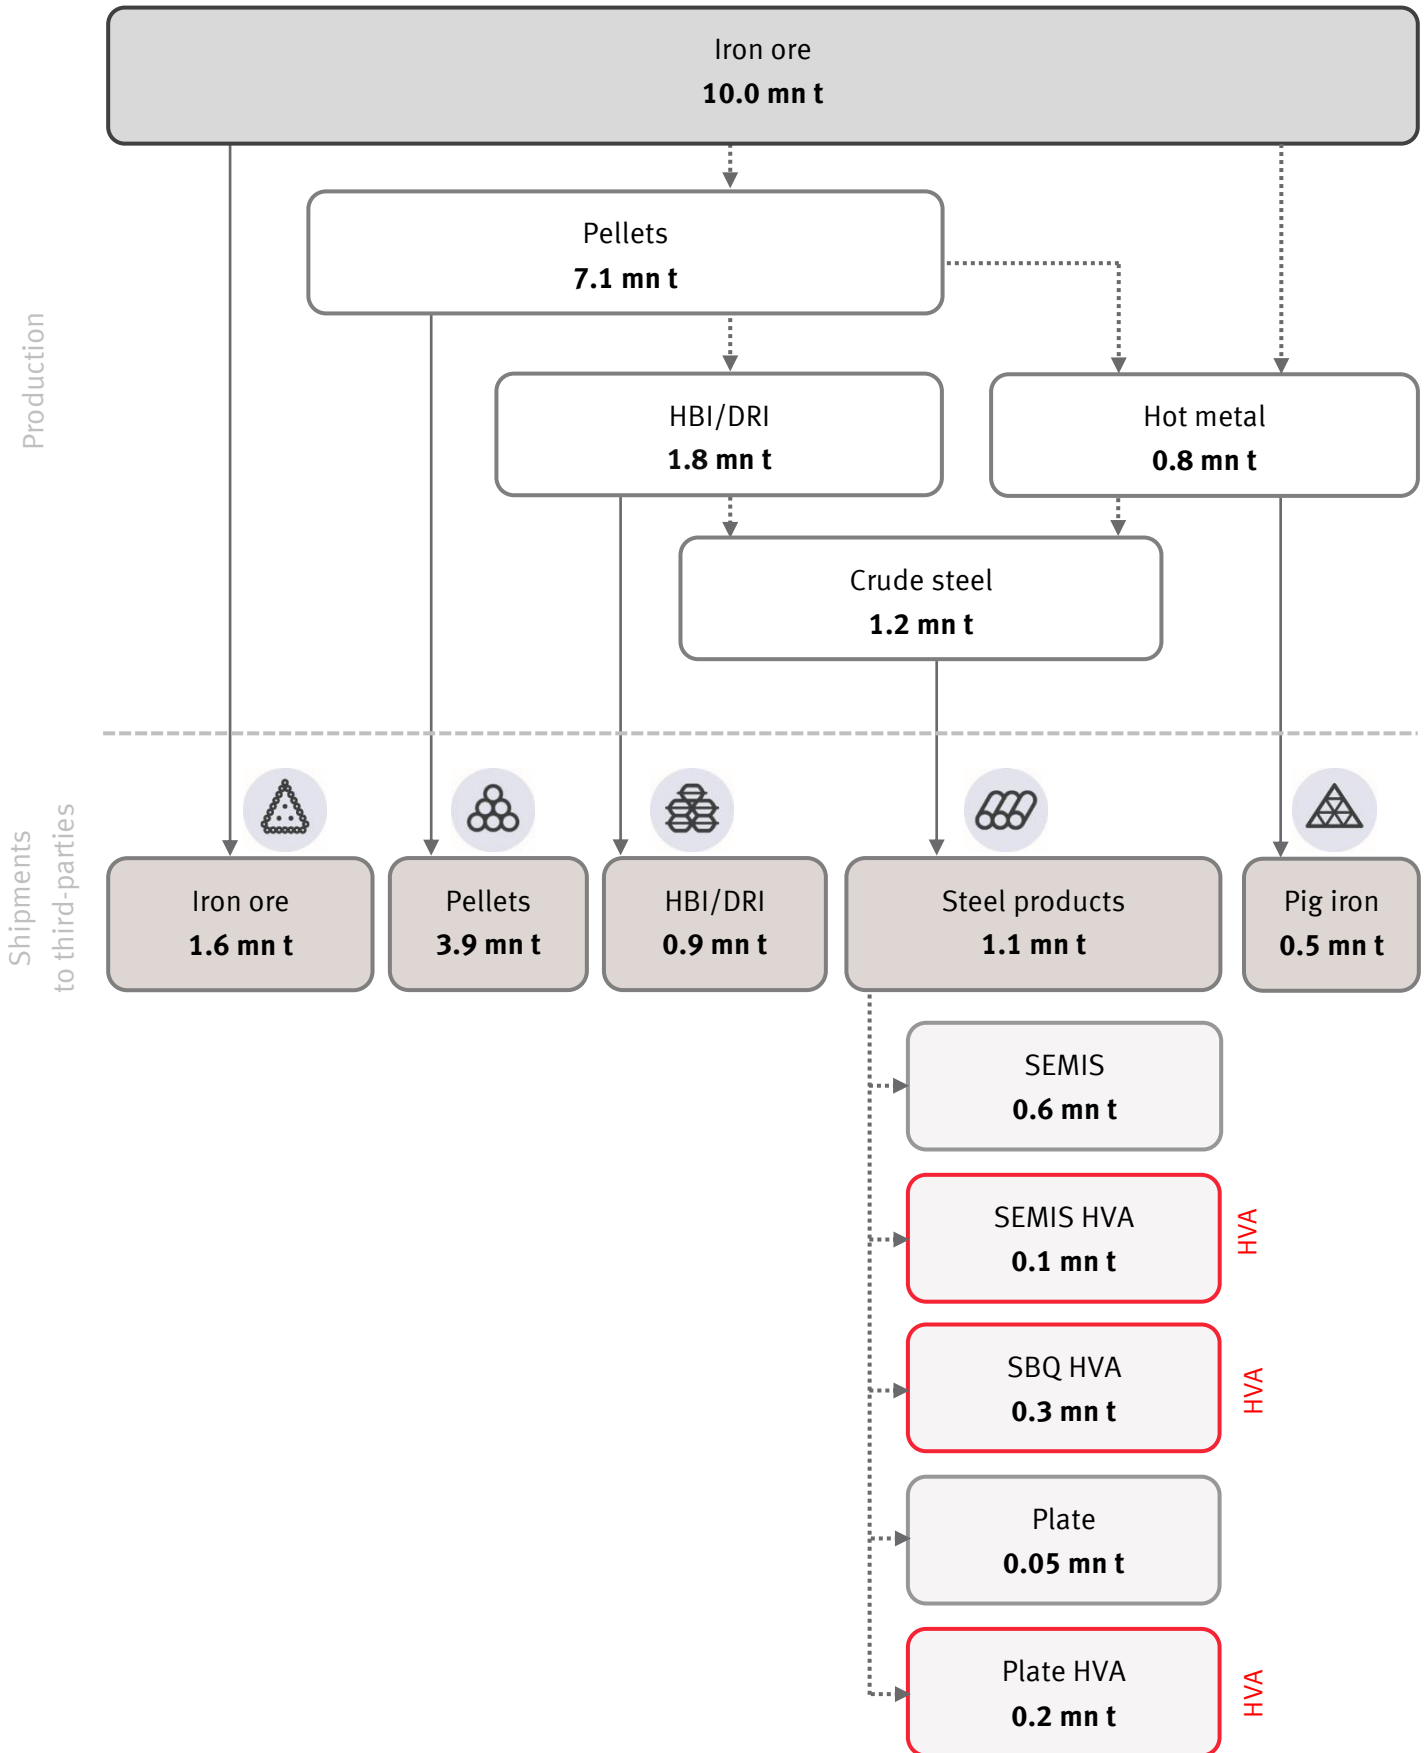 Iron ore
10.0 mn t
Production
Pellets
7.1 mn t
HBI/DRI
1.8 mn t
Hot metal
0.8 mn t
Crude steel
1.2 mn t
Shipments
to third-parties
Iron ore
1.6 mn t
Pellets
3.9 mn t
HBI/DRI
0.9 mn t
Steel products
1.1 mn t
Pig iron
0.5 mn t
SEMIS
0.6 mn t
SEMIS HVA
0.1 mn t
HVA
SBQ HVA
0.3 mn t
HVA
Plate
0.05 mn t
Plate HVA
0.2 mn t
HVA